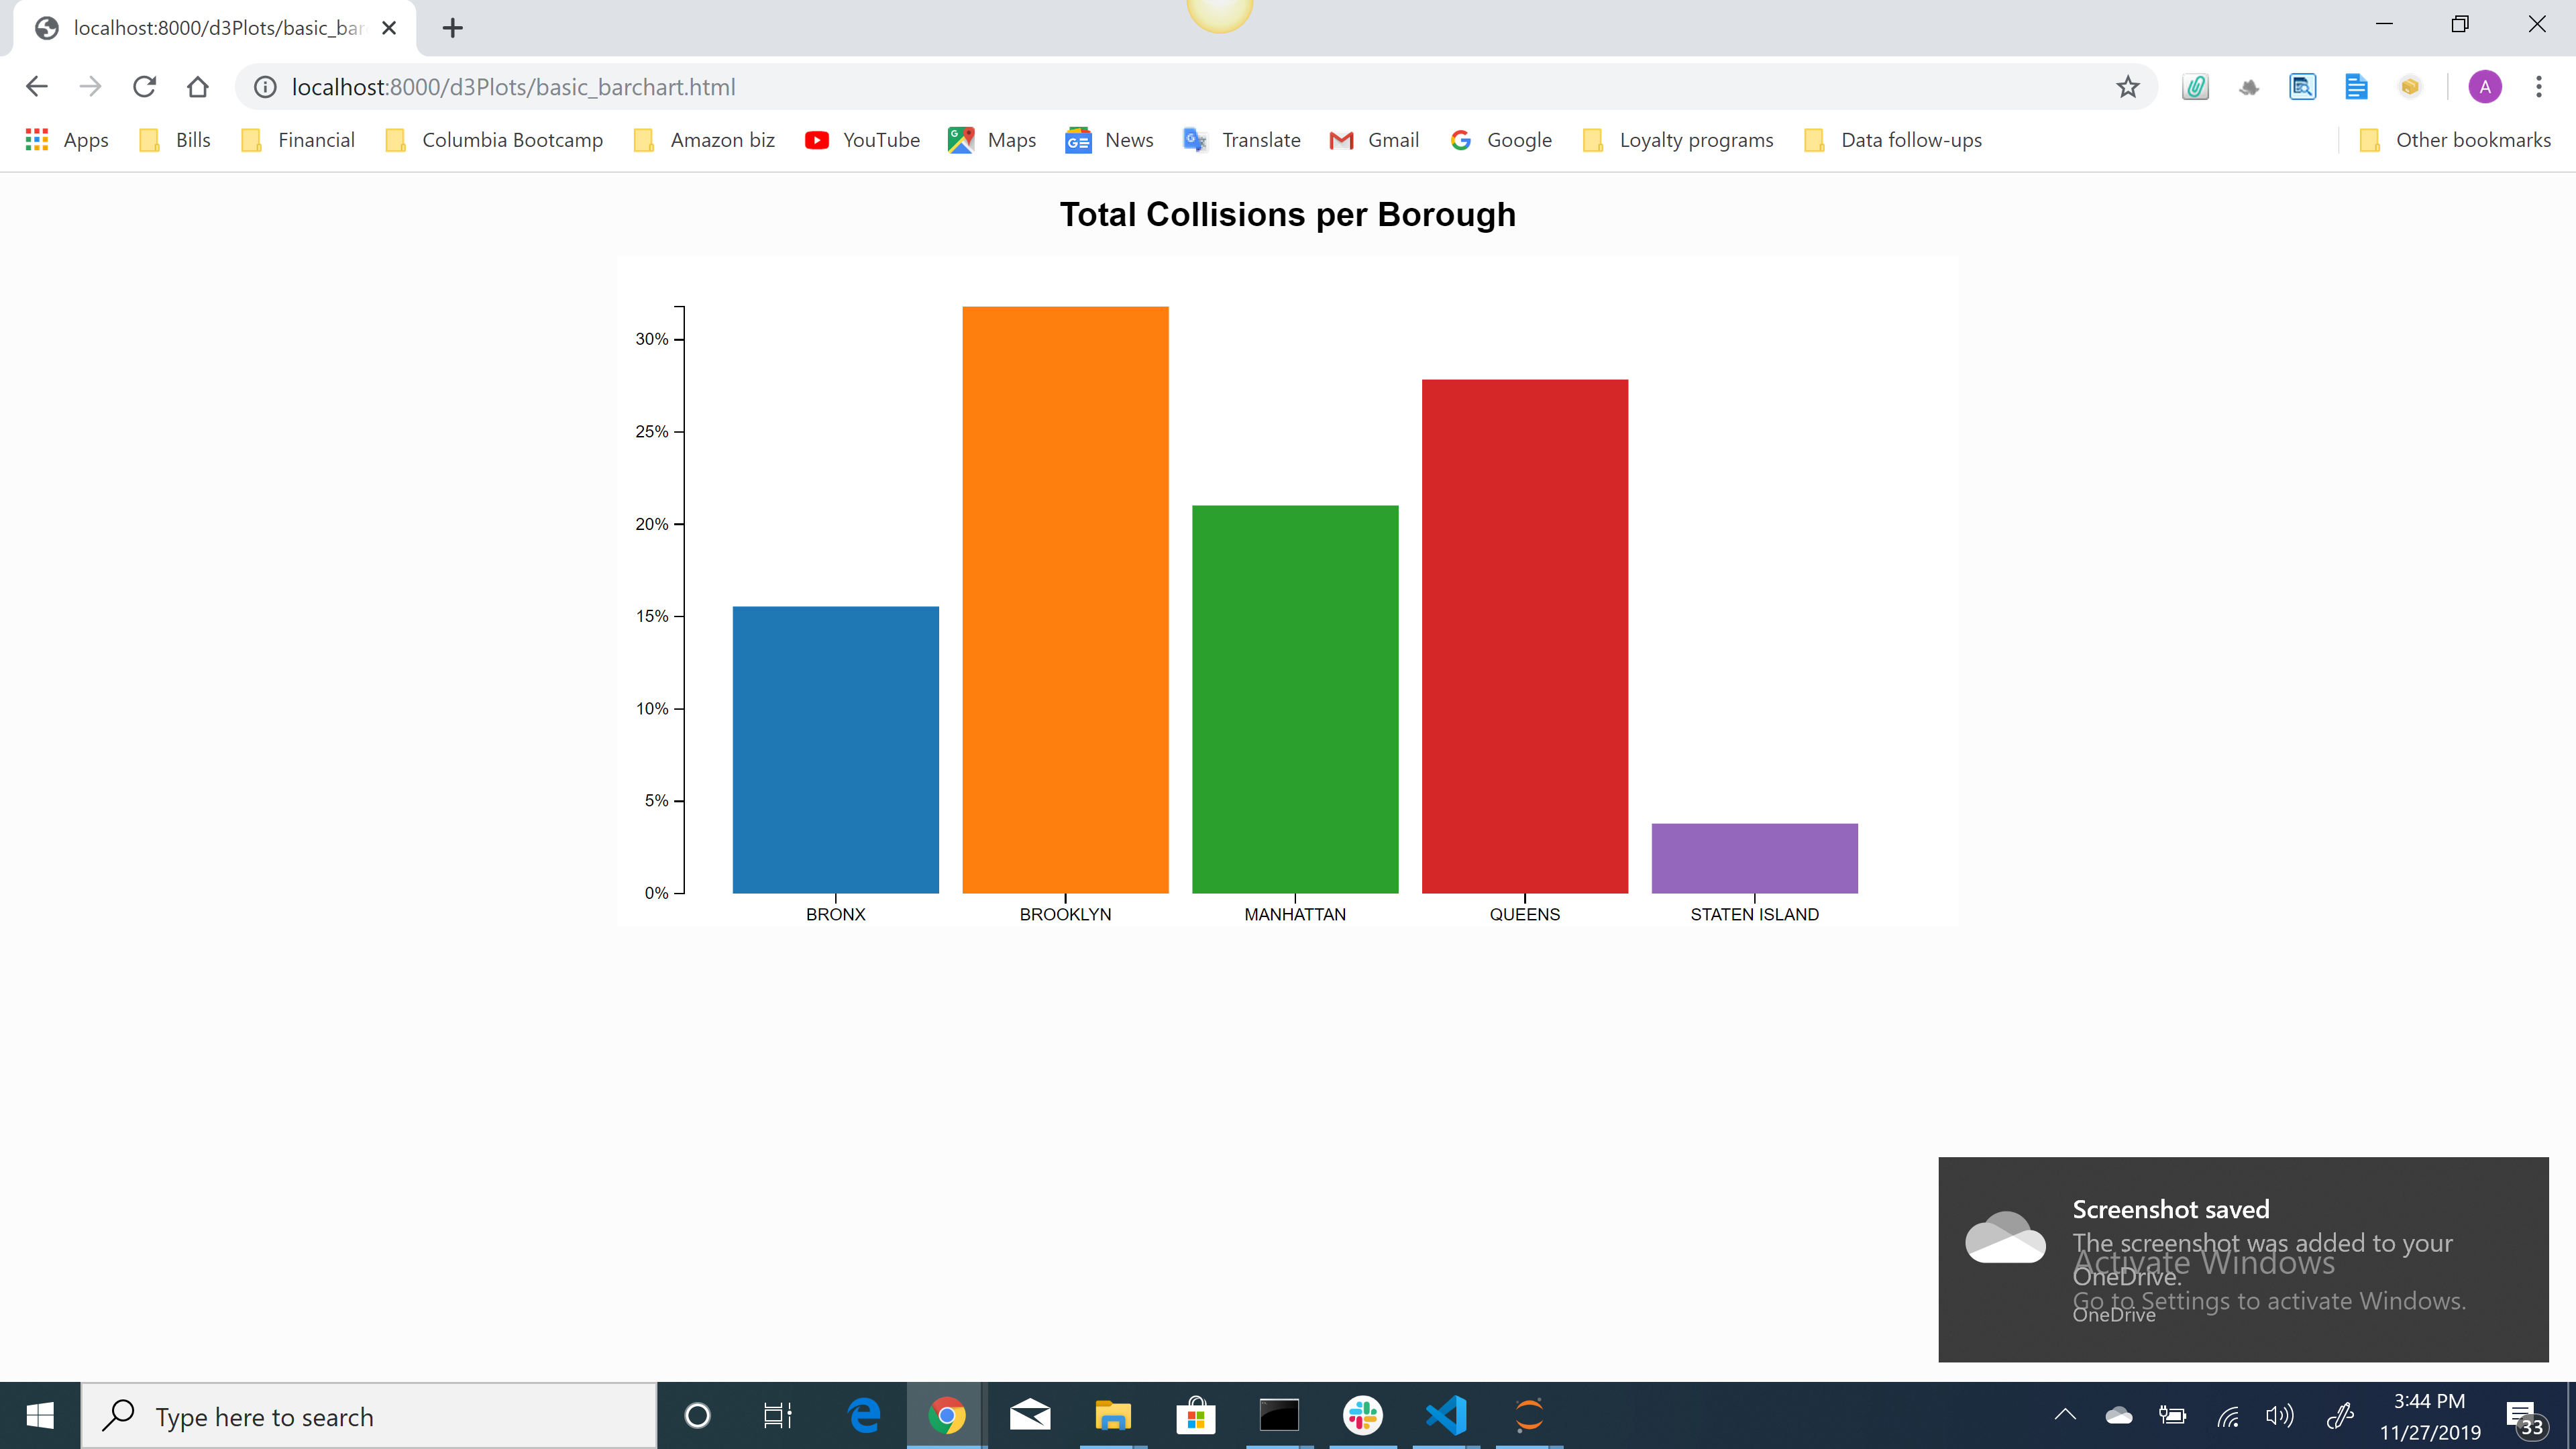 localhost:8000/d3Plots/basic_bar
localhost:8000/d3Plots/basic_barchart.html
A
Apps Bills Financial Columbia Bootcamp Amazon biz YouTube Maps News Translate Gmail Google Loyalty programs Data follow-ups Other bookmarks
Total Collisions per Borough
30%
25%
20%
15%
10%
5%
0%
BRONX BROOKLYN MANHATTAN QUEENS STATEN ISLAND
Screenshot saved
The screenshot was added to your
OneDrive.
OneDrive
Activate Windows
Go to Settings to activate Windows.
Type here to search
3:44 PM
11/27/2019
33